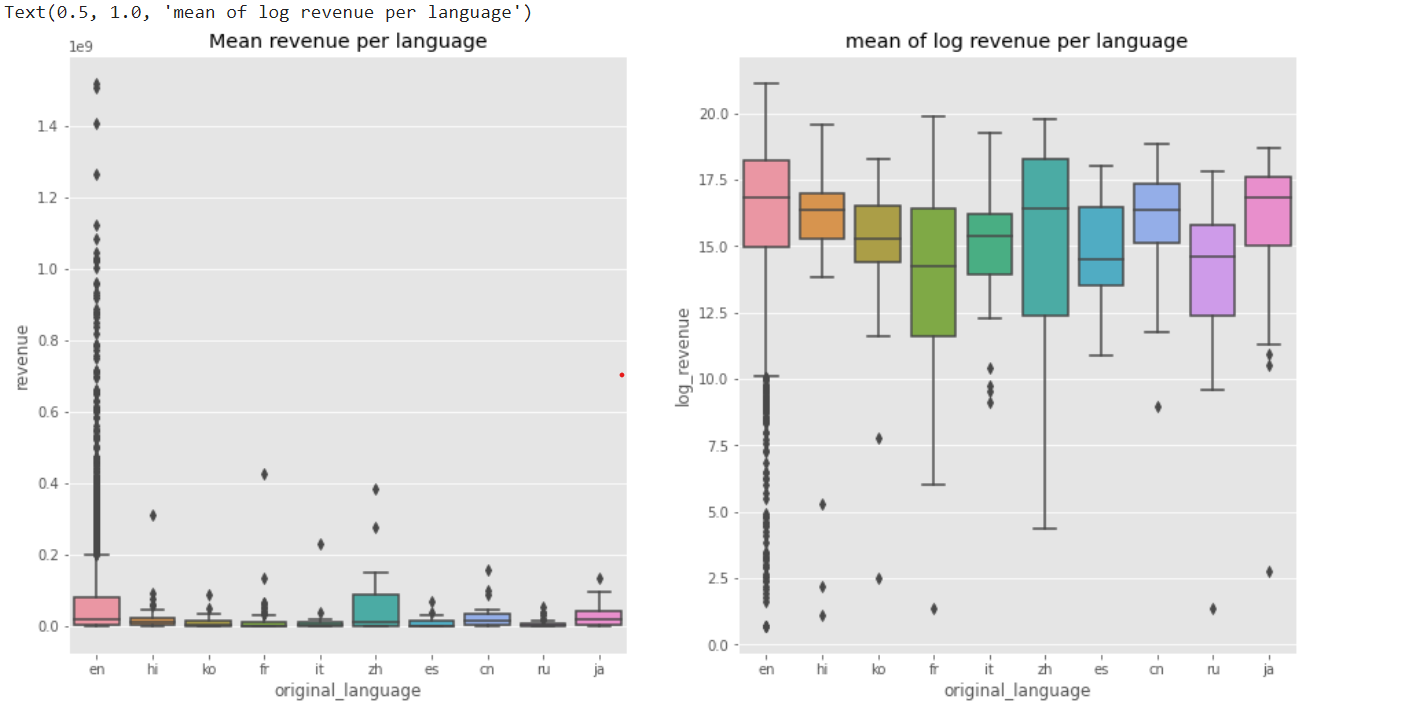 Text(0.5, 1.0, 'mean of log revenue per language')
Mean revenue per language
1e9
1.4
1.2
1.0
0.8
0.6
0.4
0.2
0.0
revenue
en hi ko fr it zh es cn ru ja
original_language
mean of log revenue per language
20.0
17.5
15.0
12.5
10.0
7.5
5.0
2.5
0.0
log_revenue
en hi ko fr it zh es cn ru ja
original_language